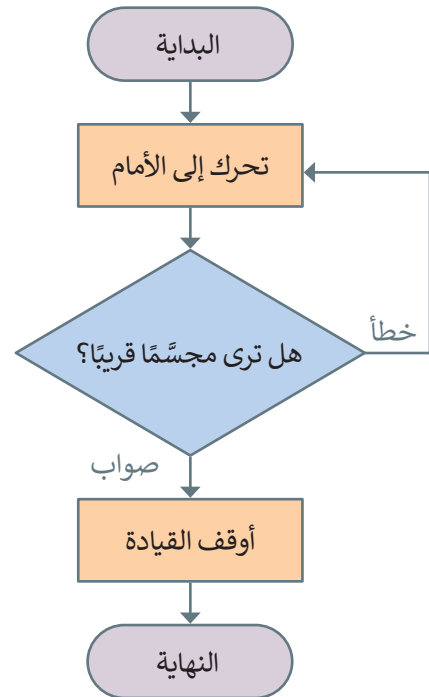 البداية
تحرك إلى الأمام
هل ترى مجسَّمًا قريبًا؟
خطأ
صواب
أوقف القيادة
النهاية